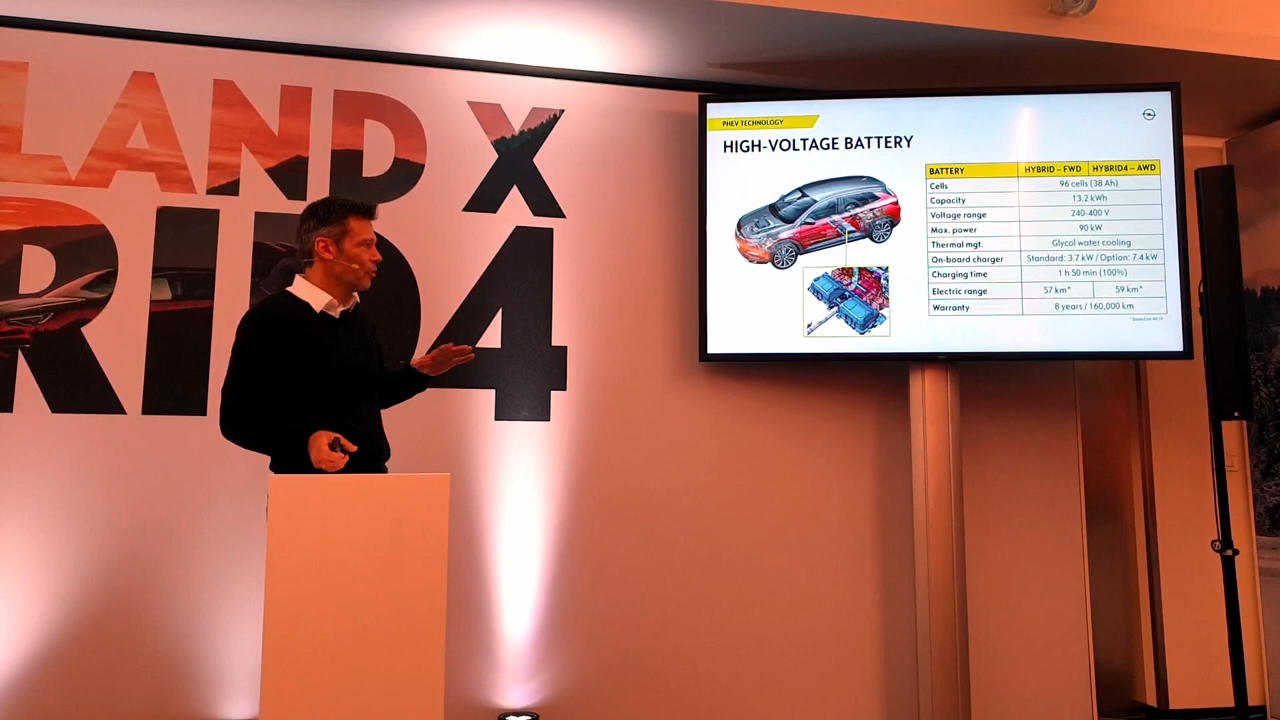 LAND X
RID4
PHEV TECHNOLOGY
HIGH-VOLTAGE BATTERY
BATTERY HYBRID – FWD HYBRID4 – AWD
Cells 96 cells (38 Ah)
Capacity 13.2 kWh
Voltage range 240-400 V
Max. power 90 kW
Thermal mgt. Glycol water cooling
On-board charger Standard: 3.7 kW / Option: 7.4 kW
Charging time 1 h 50 min (100%)
Electric range 57 km* 59 km*
Warranty 8 years / 160,000 km